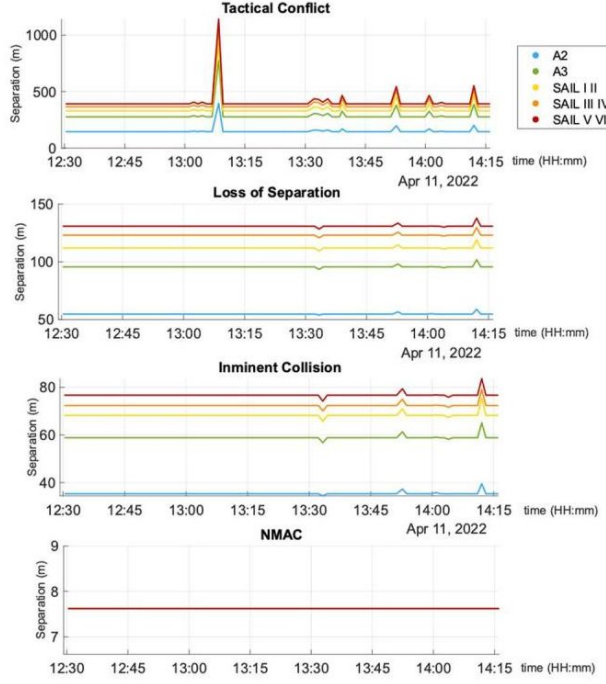 Tactical Conflict
Separation (m)
1000
500
0
12:30 12:45 13:00 13:15 13:30 13:45 14:00 14:15 time (HH:mm)
Apr 11, 2022
A2
A3
SAIL I II
SAIL III IV
SAIL V VI
Loss of Separation
Separation (m)
150
100
50
12:30 12:45 13:00 13:15 13:30 13:45 14:00 14:15 time (HH:mm)
Apr 11, 2022
Inminent Collision
Separation (m)
80
60
40
12:30 12:45 13:00 13:15 13:30 13:45 14:00 14:15 time (HH:mm)
Apr 11, 2022
NMAC
Separation (m)
9
8
7
12:30 12:45 13:00 13:15 13:30 13:45 14:00 14:15 time (HH:mm)